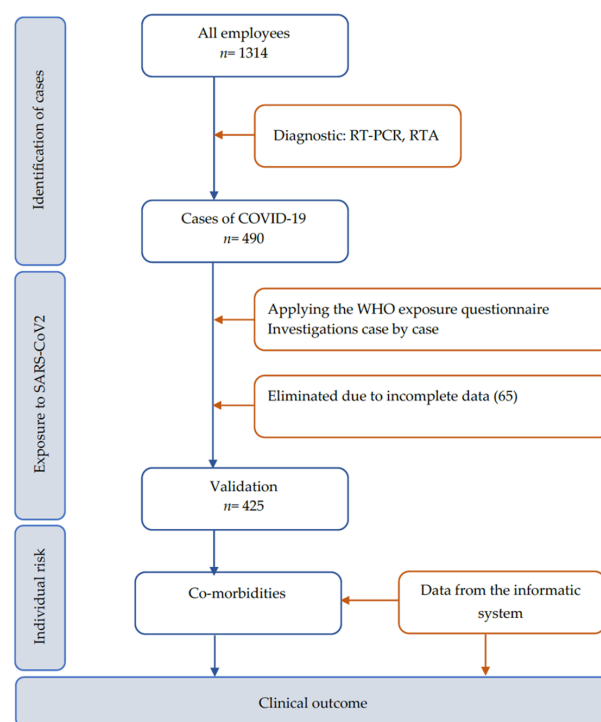 All employees
n= 1314
Identification of cases
Diagnostic: RT-PCR, RTA
Cases of COVID-19
n= 490
Exposure to SARS-CoV2
Applying the WHO exposure questionnaire
Investigations case by case
Eliminated due to incomplete data (65)
Validation
n= 425
Individual risk
Co-morbidities
Data from the informatic
system
Clinical outcome